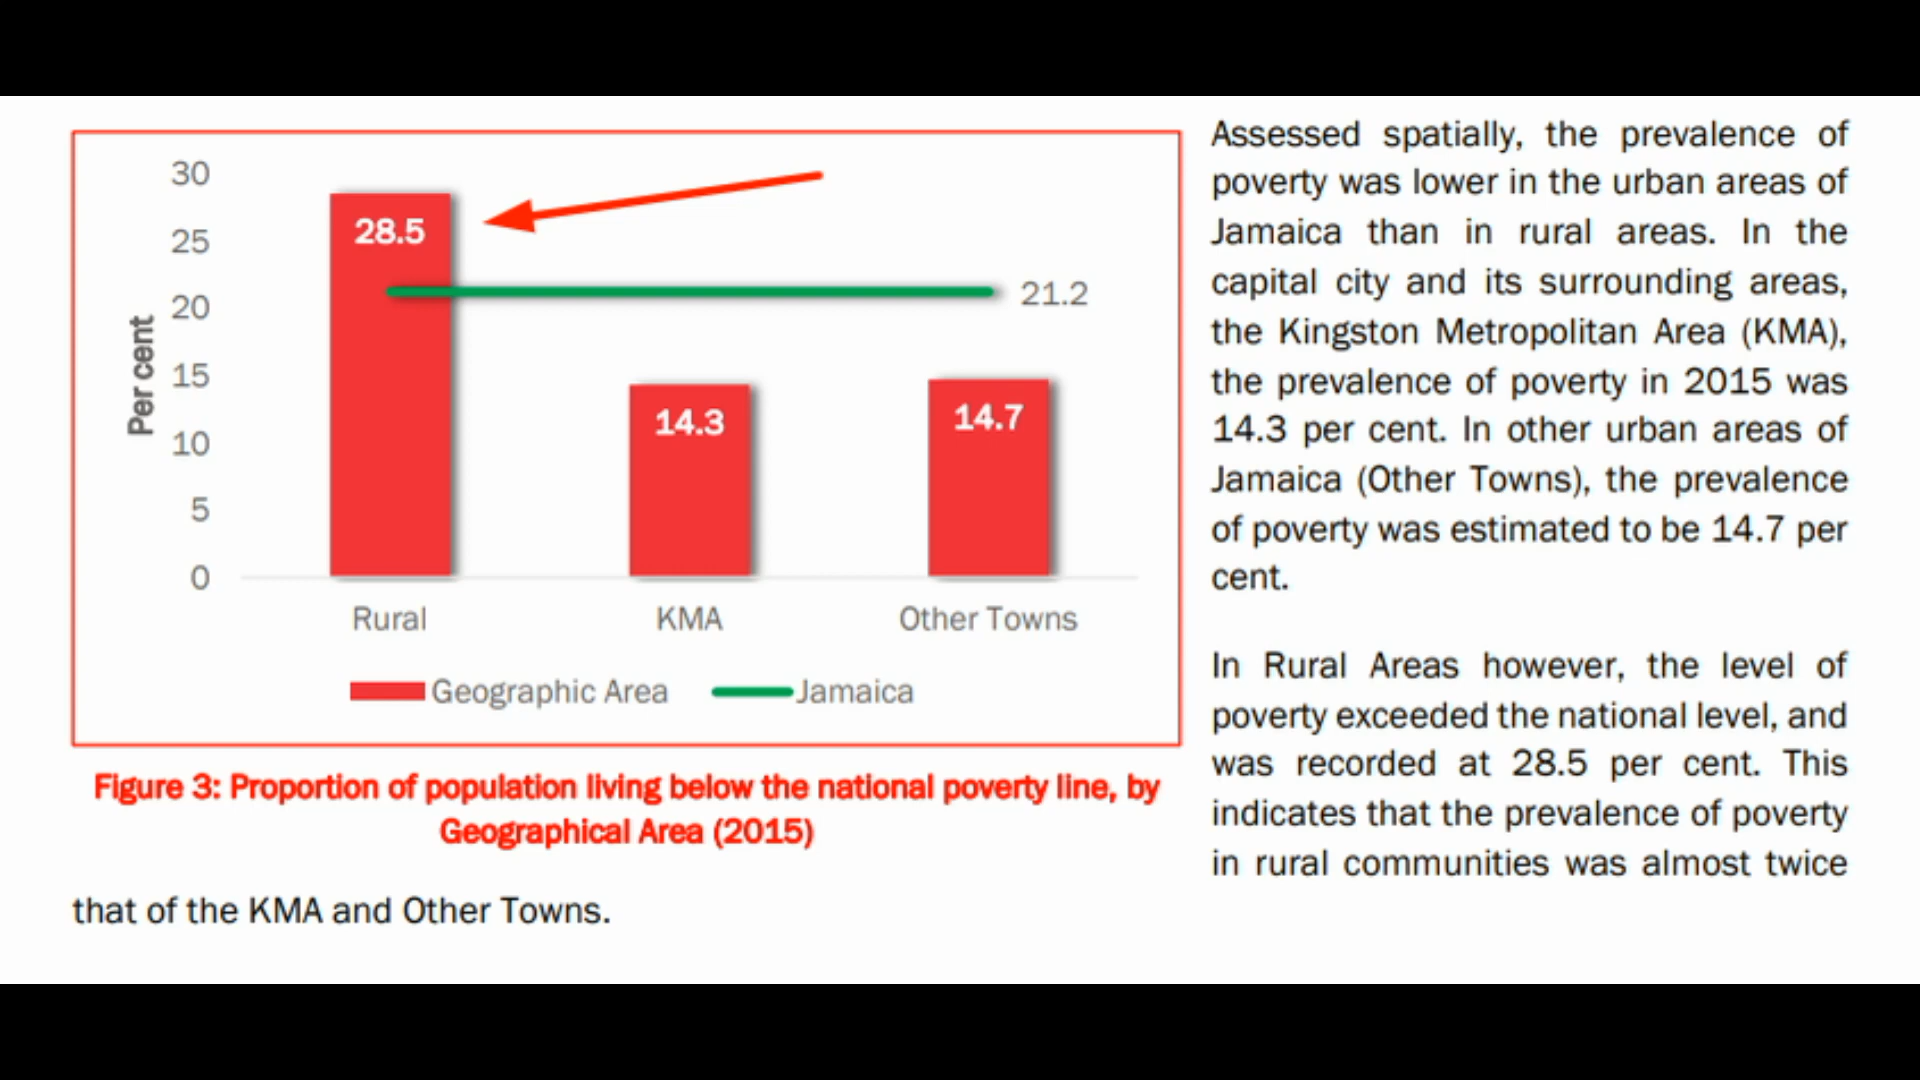 30
25
20
15
10
5
0
Per cent
28.5
14.3
14.7
21.2
Rural
KMA
Other Towns
Geographic Area
Jamaica
Figure 3: Proportion of population living below the national poverty line, by
Geographical Area (2015)
Assessed spatially, the prevalence of
poverty was lower in the urban areas of
Jamaica than in rural areas. In the
capital city and its surrounding areas,
the Kingston Metropolitan Area (KMA),
the prevalence of poverty in 2015 was
14.3 per cent. In other urban areas of
Jamaica (Other Towns), the prevalence
of poverty was estimated to be 14.7 per
cent.
In Rural Areas however, the level of
poverty exceeded the national level, and
was recorded at 28.5 per cent. This
indicates that the prevalence of poverty
in rural communities was almost twice
that of the KMA and Other Towns.